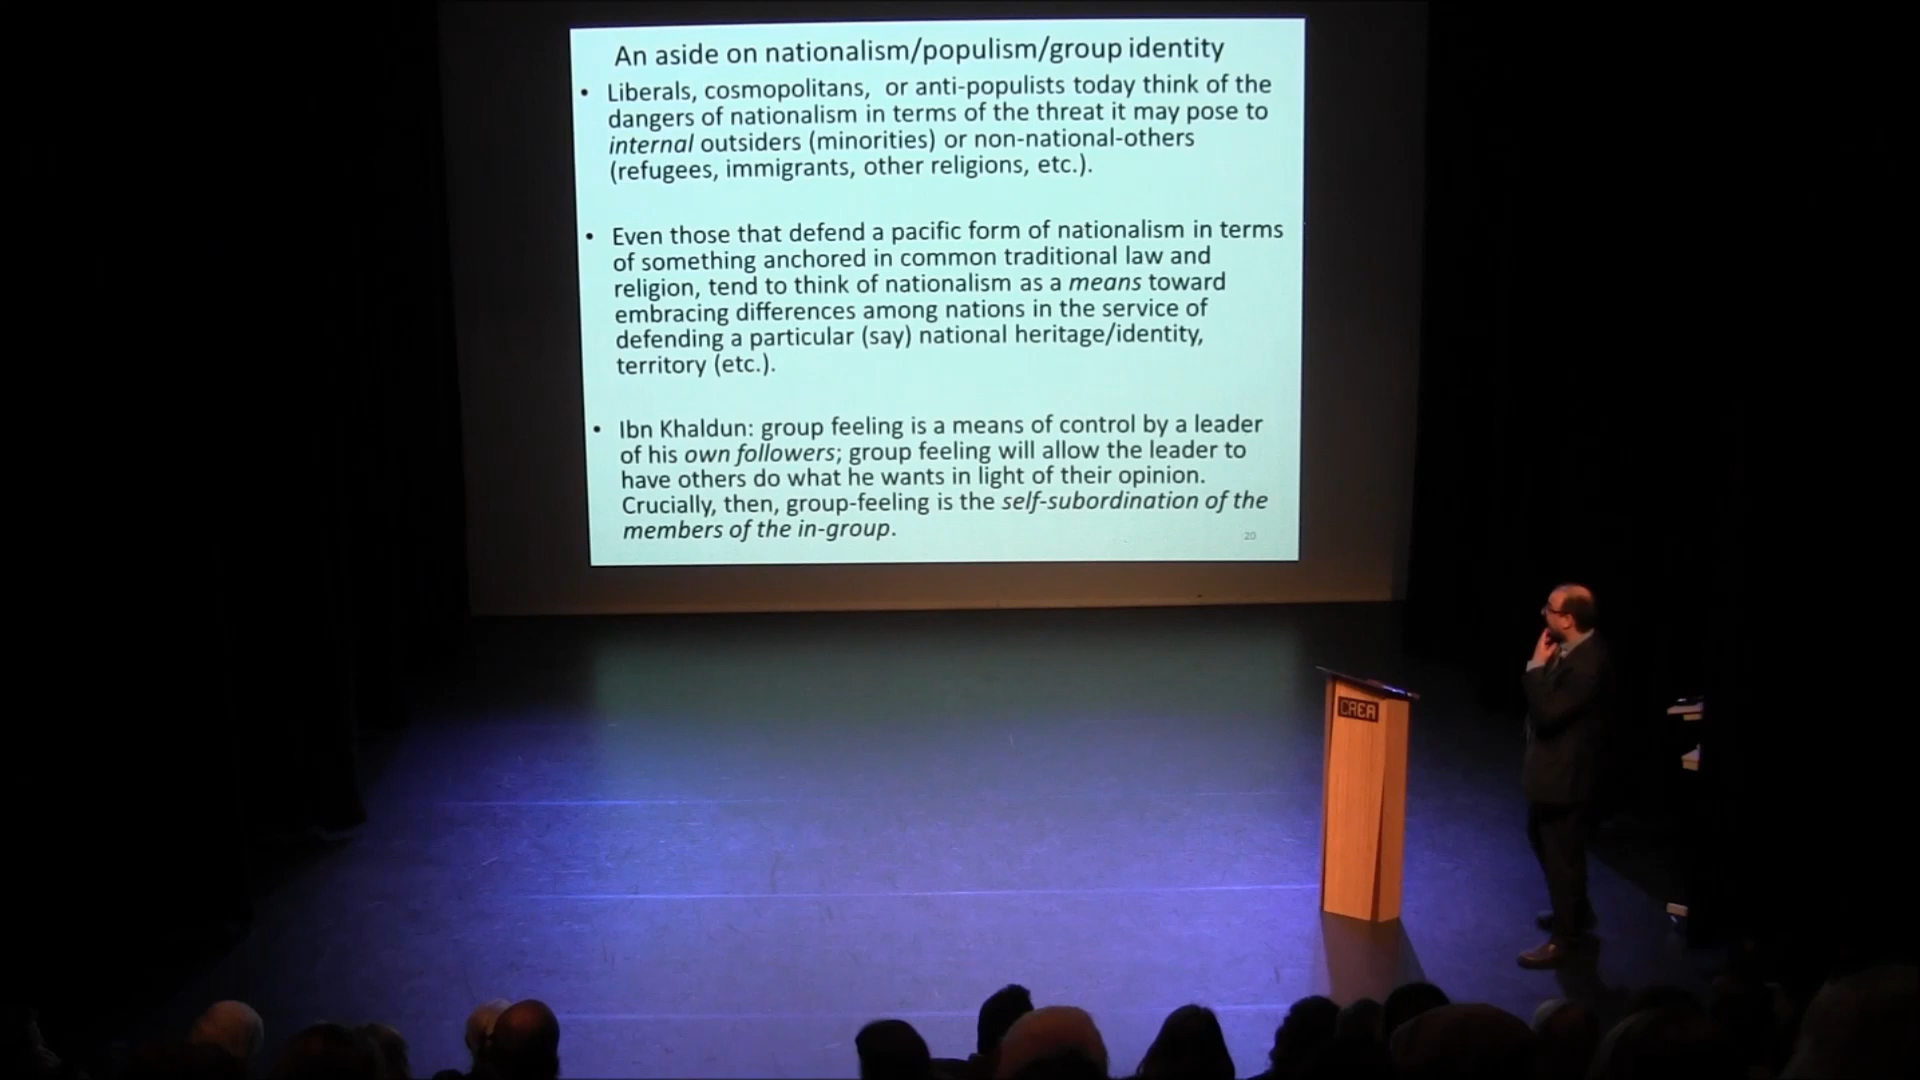 An aside on nationalism/populism/group identity
• Liberals, cosmopolitans, or anti-populists today think of the
dangers of nationalism in terms of the threat it may pose to
internal outsiders (minorities) or non-national-others
(refugees, immigrants, other religions, etc.).
• Even those that defend a pacific form of nationalism in terms
of something anchored in common traditional law and
religion, tend to think of nationalism as a means toward
embracing differences among nations in the service of
defending a particular (say) national heritage/identity,
territory (etc.).
• Ibn Khaldun: group feeling is a means of control by a leader
of his own followers; group feeling will allow the leader to
have others do what he wants in light of their opinion.
Crucially, then, group-feeling is the self-subordination of the
members of the in-group.
20
CREA